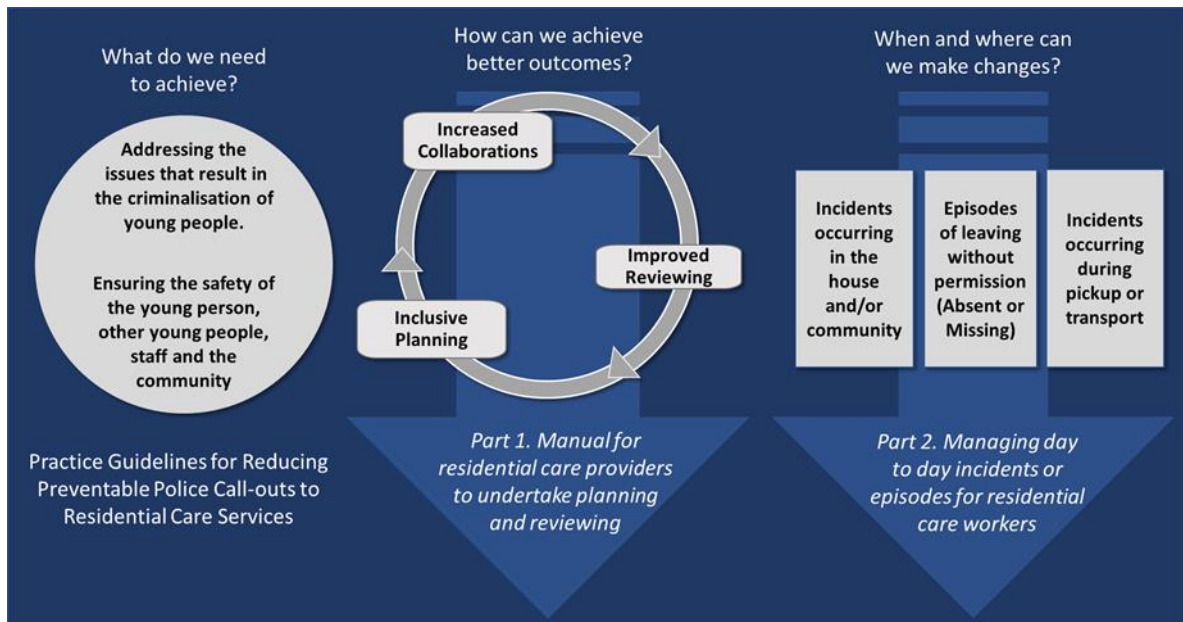 What do we need
to achieve?
Addressing the
issues that result in
the criminalisation of
young people.
Ensuring the safety of
the young person,
other young people,
staff and the
community
Practice Guidelines for Reducing
Preventable Police Call-outs to
Residential Care Services
How can we achieve
better outcomes?
Increased
Collaborations
Improved
Reviewing
Inclusive
Planning
Part 1. Manual for
residential care providers
to undertake planning
and reviewing
When and where can
we make changes?
Incidents
occurring
in the
house
and/or
community
Episodes
of leaving
without
permission
(Absent or
Missing)
Incidents
occurring
during
pickup or
transport
Part 2. Managing day
to day incidents or
episodes for residential
care workers